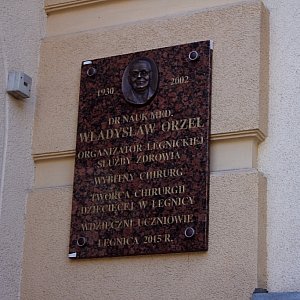 1930 2002
DR NAUK MED.
WŁADYSŁAW ORZEŁ
ORGANIZATOR LEGNICKIEJ
SŁUŻBY ZDROWIA
WYBITNY CHIRURG
TWÓRCA CHIRURGII
DZIECIĘCEJ W LEGNICY
WDZIĘCZNI UCZNIOWIE
LEGNICA 2015 R.